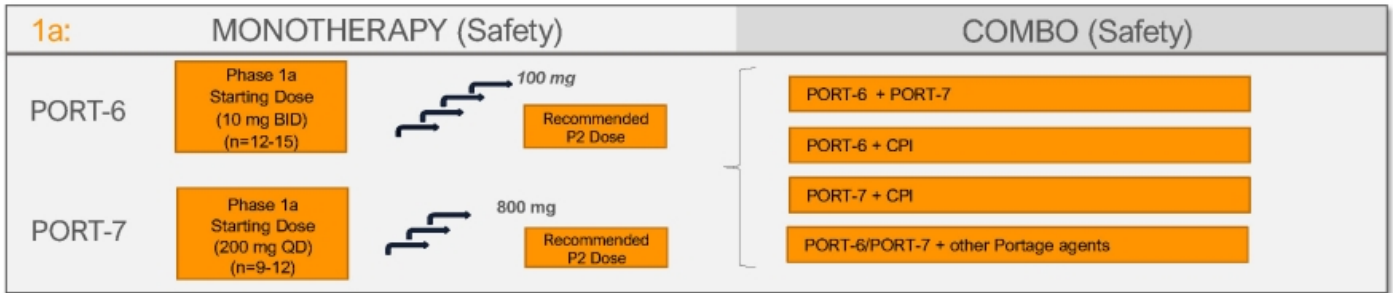 1a:
MONOTHERAPY (Safety)
COMBO (Safety)
PORT-6
Phase 1a
Starting Dose
(10 mg BID)
(n=12-15)
100 mg
Recommended
P2 Dose
PORT-7
Phase 1a
Starting Dose
(200 mg QD)
(n=9-12)
800 mg
Recommended
P2 Dose
PORT-6 + PORT-7
PORT-6 + CPI
PORT-7 + CPI
PORT-6/PORT-7 + other Portage agents